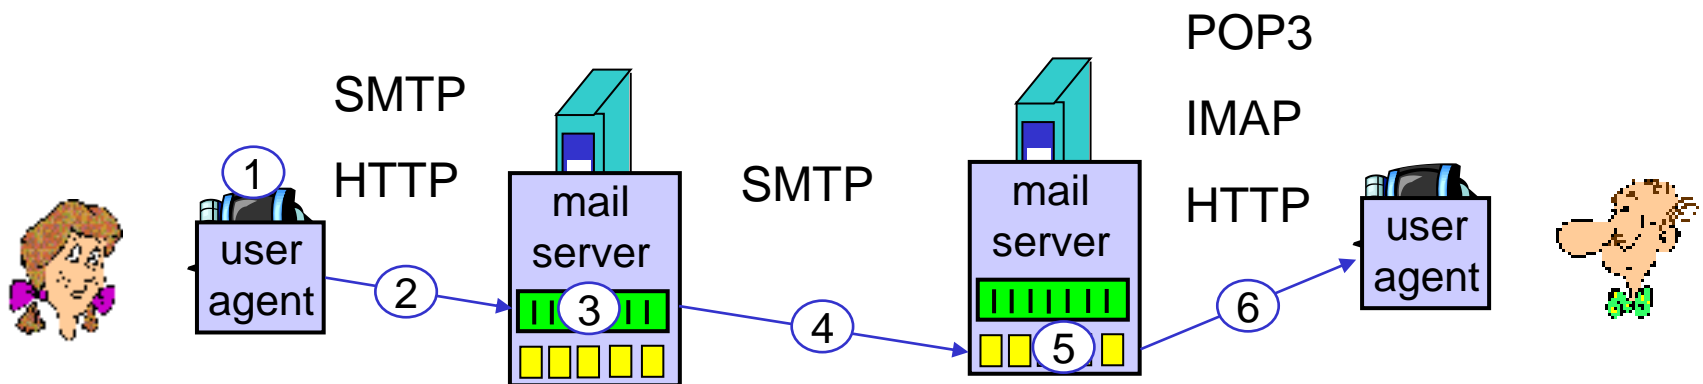 SMTP
HTTP
1
user
agent
2
mail
server
3
SMTP
4
mail
server
5
POP3
IMAP
HTTP
6
user
agent